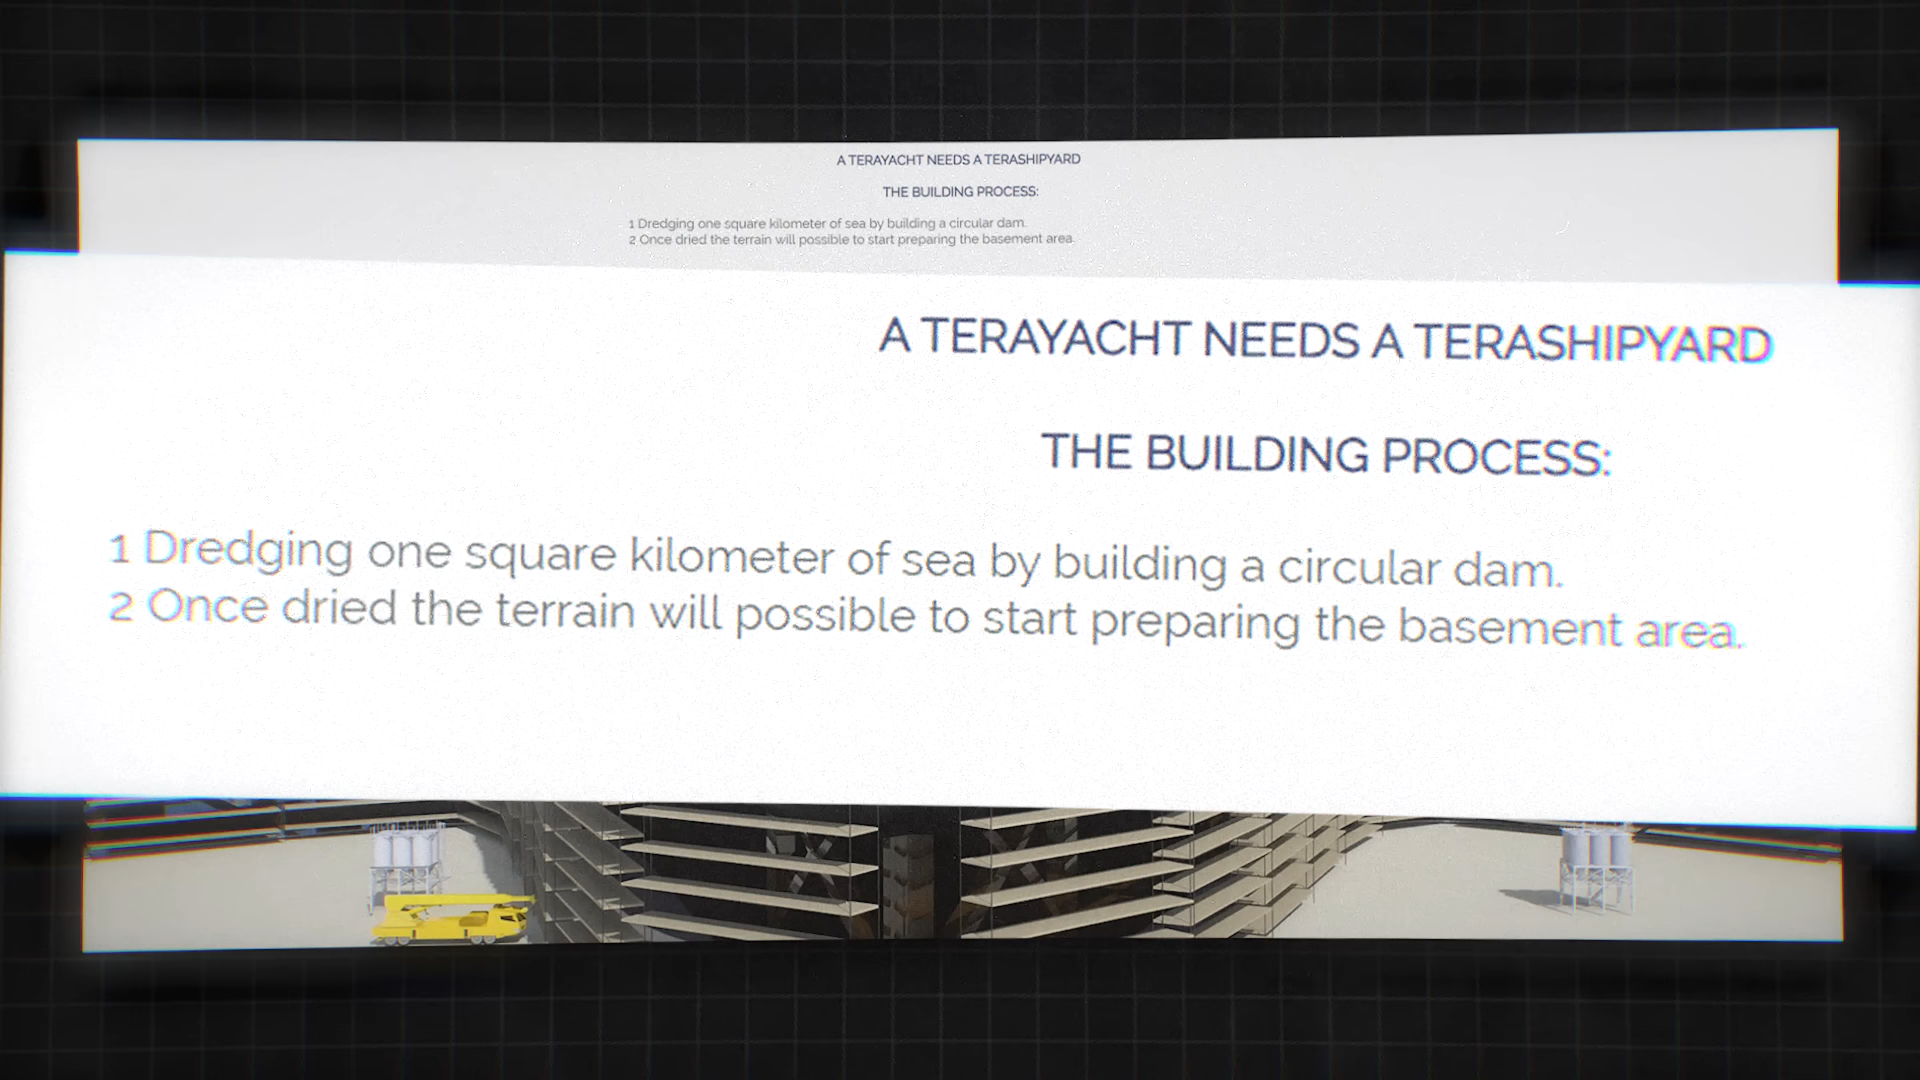 A TERAYACHT NEEDS A TERASHIPYARD
THE BUILDING PROCESS:
1 Dredging one square kilometer of sea by building a circular dam.
2 Once dried the terrain will possible to start preparing the basement area.
A TERAYACHT NEEDS A TERASHIPYARD
THE BUILDING PROCESS:
1 Dredging one square kilometer of sea by building a circular dam.
2 Once dried the terrain will possible to start preparing the basement area.